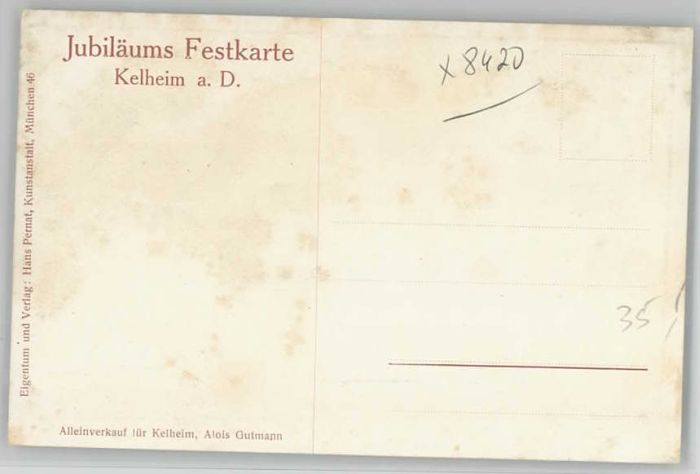 Jubiläums Festkarte
Kelheim a. D.
x 8420
35
Eigentum und Verlag: Hans Pernat, Kunstanstalt, München 46
Alleinverkauf für Kelheim, Alois Gutmann